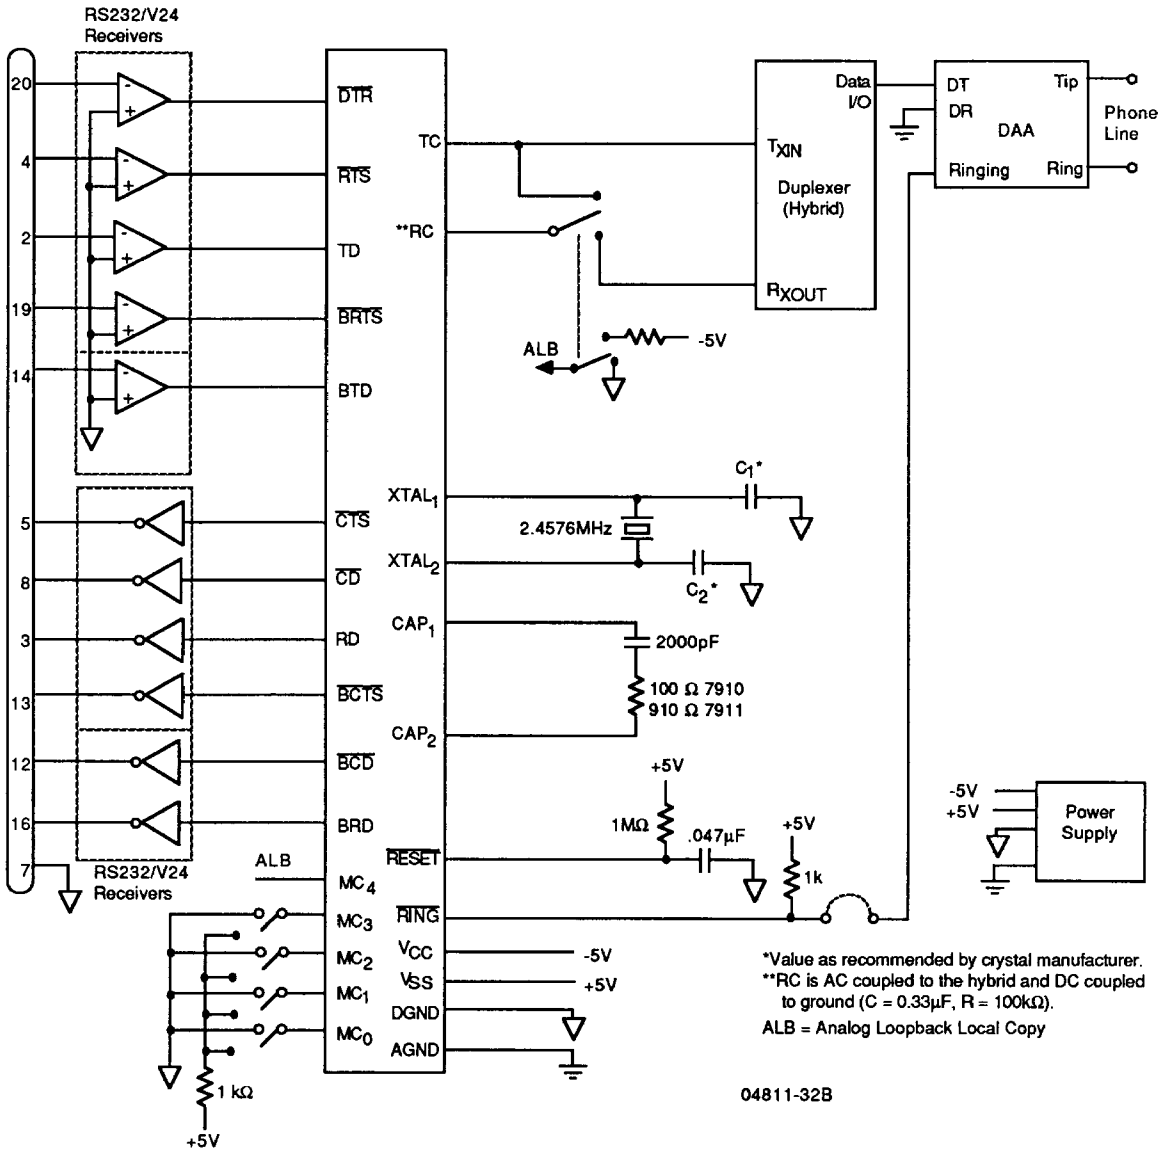 RS232/V24
Receivers
20
4
2
19
14
5
8
3
13
12
16
7
- +
- +
- +
- +
- +
RS232/V24
Receivers
DTR
RTS
TD
BRTS
BTD
CTS
CD
RD
BCTS
BCD
BRD
ALB
MC4
MC3
MC2
MC1
MC0
1 kΩ
+5V
TC
**RC
XTAL1
XTAL2
CAP1
CAP2
RESET
RING
VCC
VSS
DGND
AGND
ALB
-5V
C1*
2.4576MHz
C2*
2000pF
100 Ω 7910
910 Ω 7911
+5V
1MΩ
.047μF
+5V
1k
-5V
+5V
Data
I/O
TXIN
Duplexer
(Hybrid)
RXOUT
DT
DR
DAA
Ringing
Tip
Ring
Phone
Line
-5V
+5V
Power
Supply
*Value as recommended by crystal manufacturer.
**RC is AC coupled to the hybrid and DC coupled
to ground (C = 0.33μF, R = 100kΩ).
ALB = Analog Loopback Local Copy
04811-32B